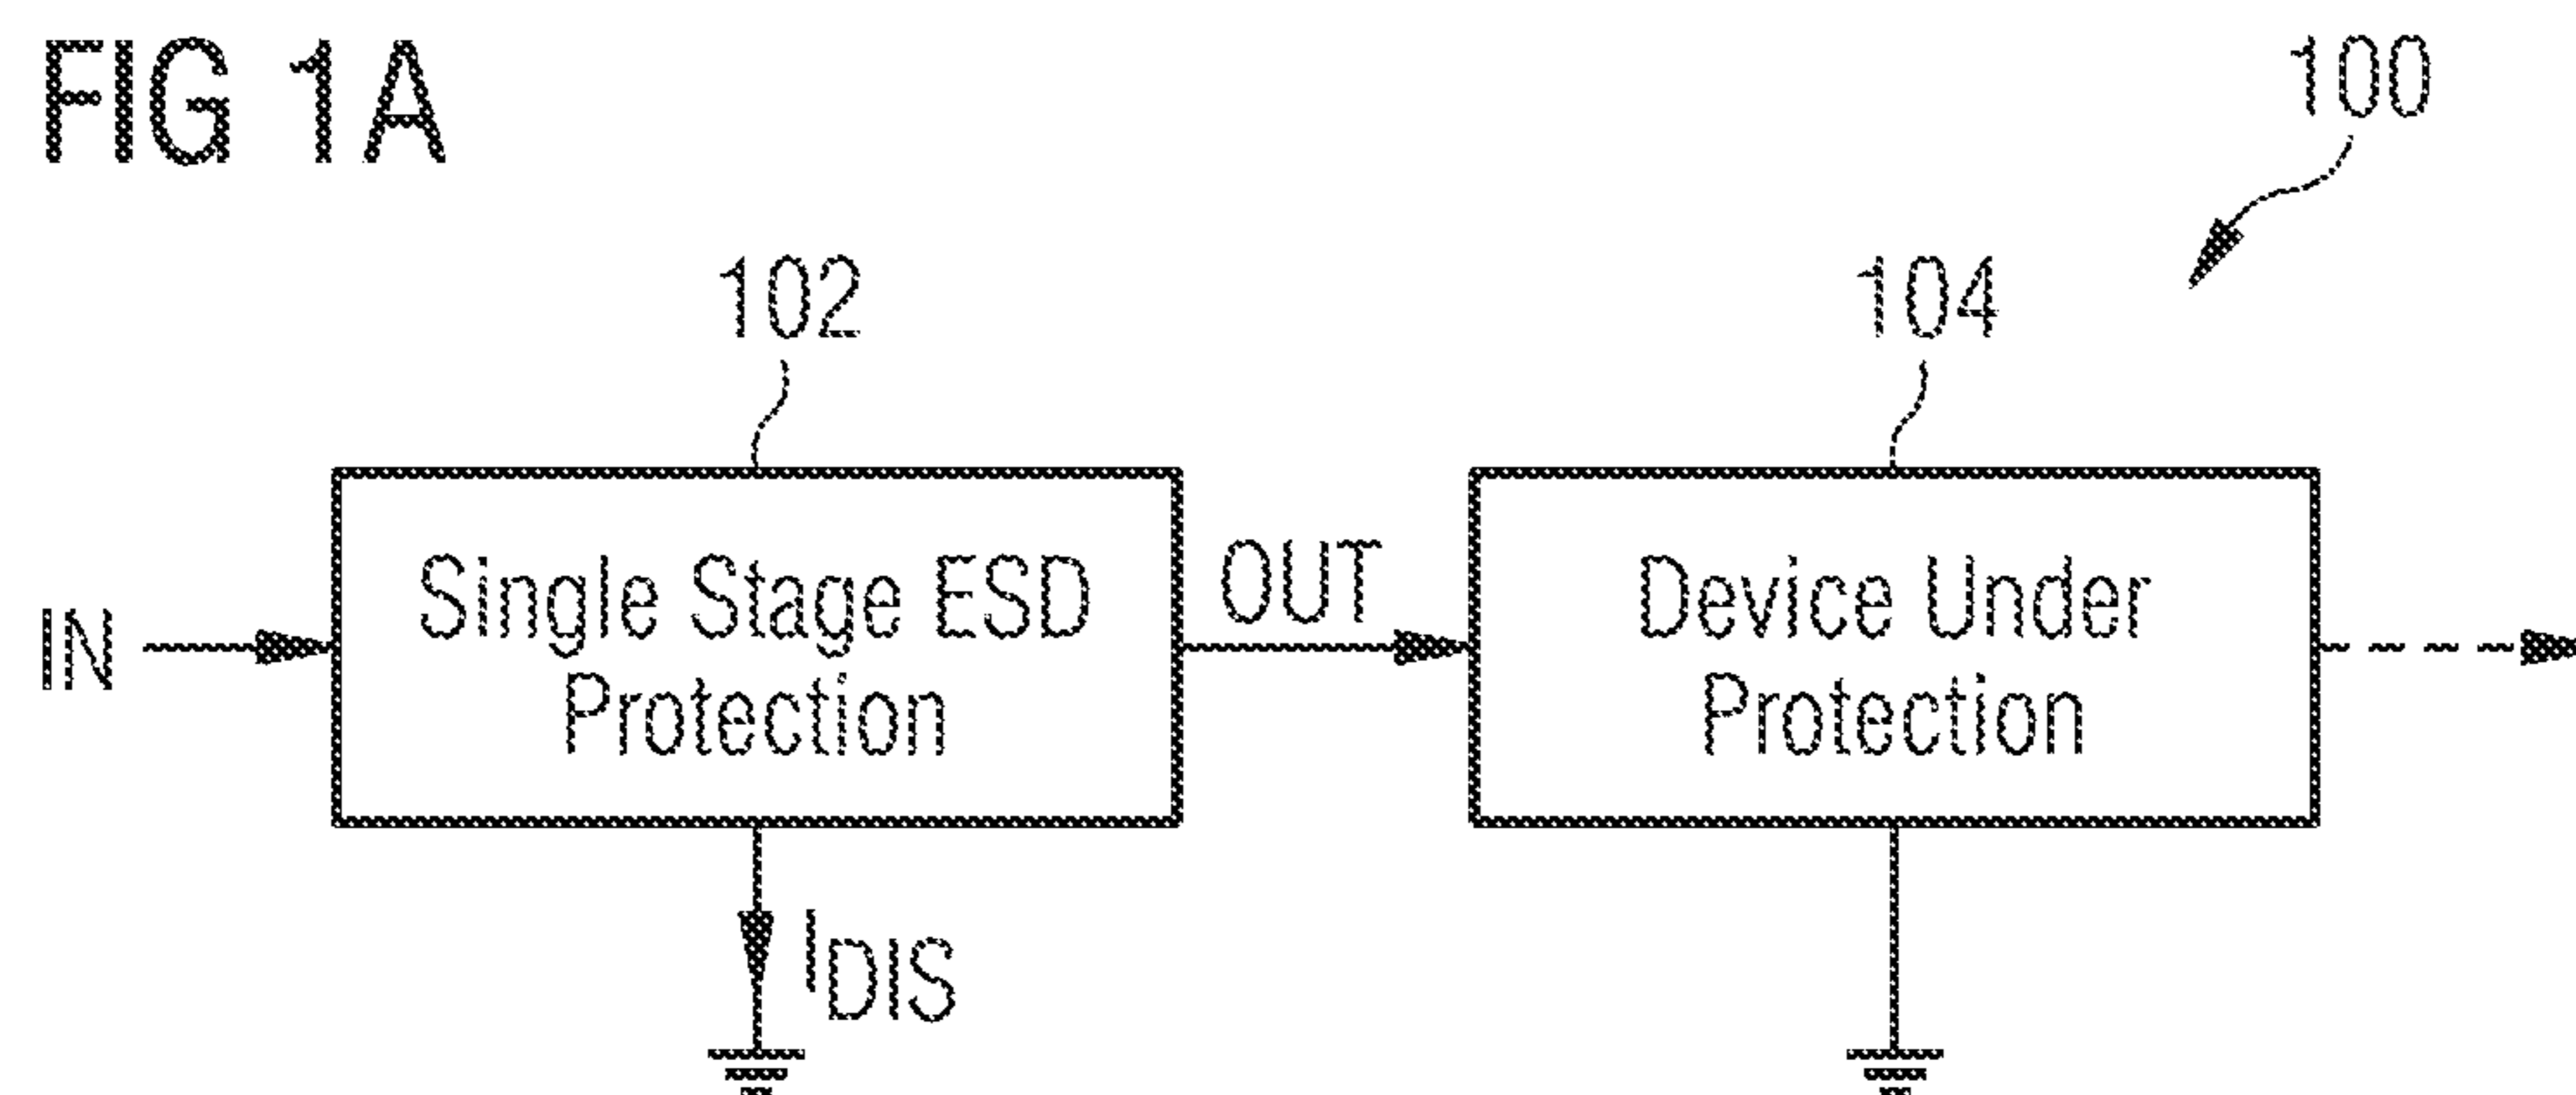 FIG 1A
100
102
104
IN
Single Stage ESD
Protection
OUT
Device Under
Protection
IDIS